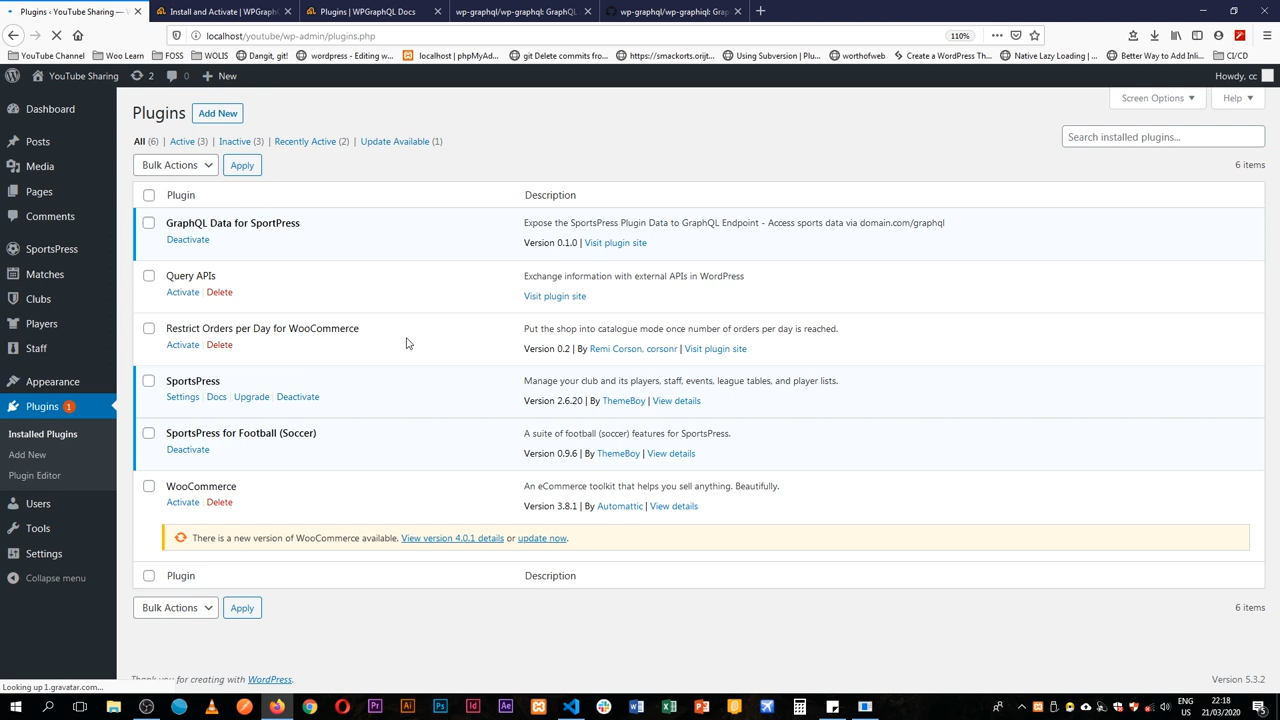 Plugins ‹ YouTube Sharing — W
Install and Activate | WPGraphQL
Plugins | WPGraphQL Docs
wp-graphql/wp-graphql: GraphQL
wp-graphql/wp-graphiql: Grap
localhost/youtube/wp-admin/plugins.php
110%
YouTube Channel
Woo Learn
FOSS
WOLIS
Dangit, git!
wordpress - Editing w...
localhost | phpMyAd...
git Delete commits fro...
https://smackorts.orijt...
Using Subversion | Plu...
worthofweb
Create a WordPress Th...
Native Lazy Loading | ...
Better Way to Add Inli...
CI/CD
YouTube Sharing
2
0
New
Howdy, cc
Dashboard
Posts
Media
Pages
Comments
SportsPress
Matches
Clubs
Players
Staff
Appearance
Plugins 1
Installed Plugins
Add New
Plugin Editor
Users
Tools
Settings
Collapse menu
Screen Options
Help
Plugins Add New
All (6) | Active (3) | Inactive (3) | Recently Active (2) | Update Available (1)
Search installed plugins...
Bulk Actions Apply
6 items
Plugin Description
GraphQL Data for SportPress
Deactivate
Expose the SportsPress Plugin Data to GraphQL Endpoint - Access sports data via domain.com/graphql
Version 0.1.0 | Visit plugin site
Query APIs
Activate | Delete
Exchange information with external APIs in WordPress
Visit plugin site
Restrict Orders per Day for WooCommerce
Activate | Delete
Put the shop into catalogue mode once number of orders per day is reached.
Version 0.2 | By Remi Corson, corsonr | Visit plugin site
SportsPress
Settings | Docs | Upgrade | Deactivate
Manage your club and its players, staff, events, league tables, and player lists.
Version 2.6.20 | By ThemeBoy | View details
SportsPress for Football (Soccer)
Deactivate
A suite of football (soccer) features for SportsPress.
Version 0.9.6 | By ThemeBoy | View details
WooCommerce
Activate | Delete
An eCommerce toolkit that helps you sell anything. Beautifully.
Version 3.8.1 | By Automattic | View details
There is a new version of WooCommerce available. View version 4.0.1 details or update now.
Plugin Description
Bulk Actions Apply
6 items
Thank you for creating with WordPress.
Version 5.3.2
Looking up 1.gravatar.com...
ENG
US
22:18
21/03/2020